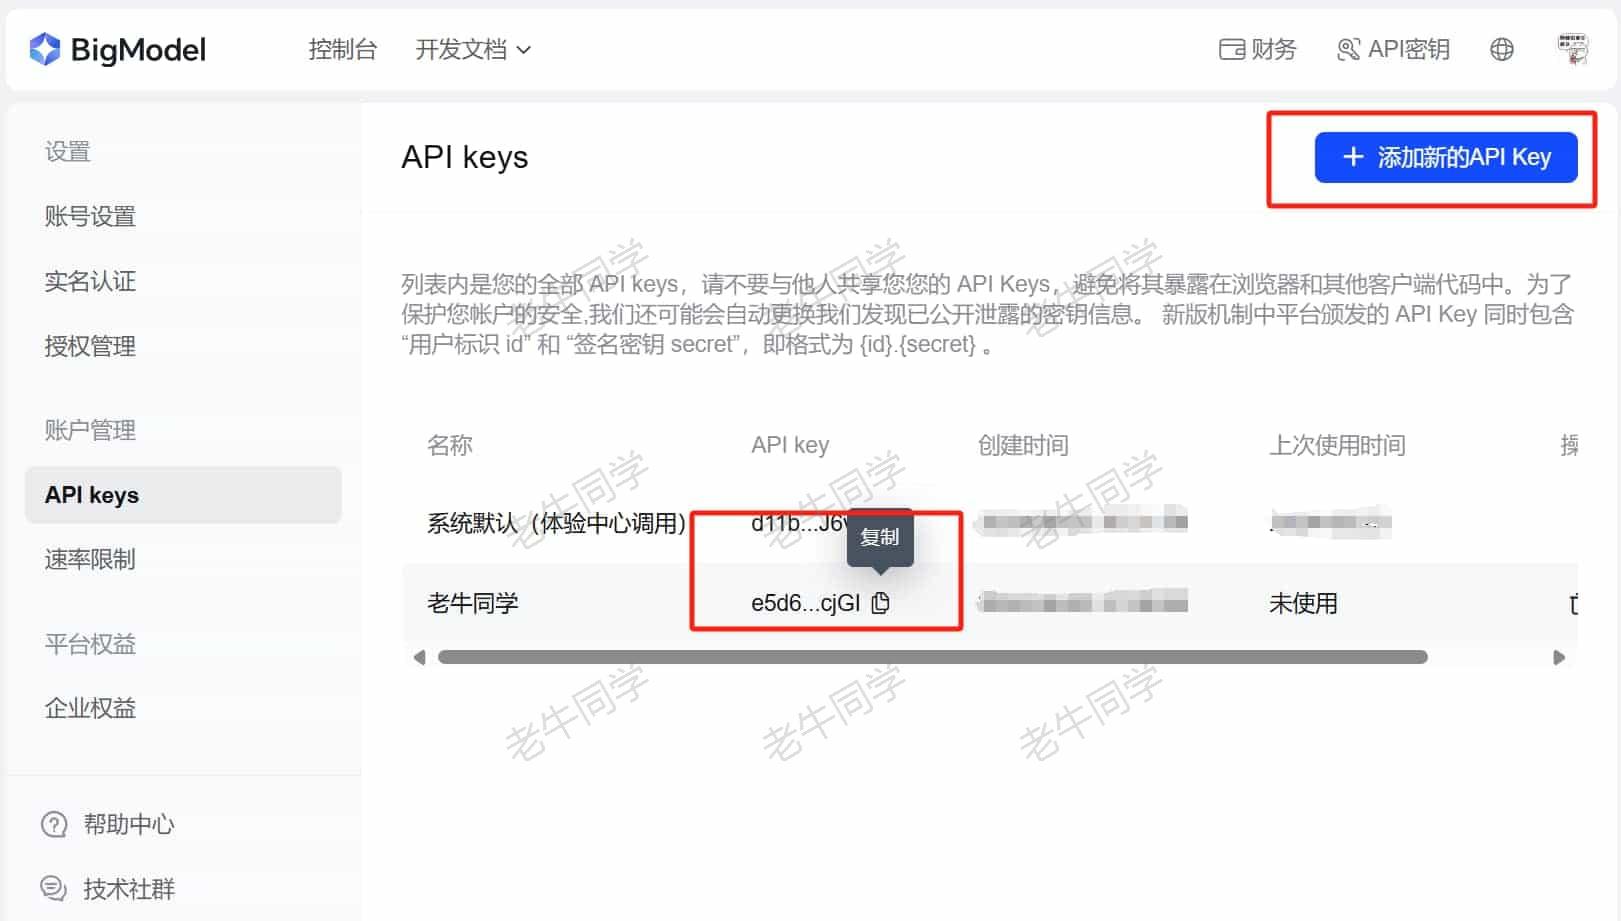 BigModel
控制台
开发文档
财务
API密钥
设置
账号设置
实名认证
授权管理
账户管理
API keys
速率限制
平台权益
企业权益
帮助中心
技术社群
API keys
添加新的API Key
列表内是您的全部 API keys，请不要与他人共享您您的 API Keys，避免将其暴露在浏览器和其他客户端代码中。为了
保护您帐户的安全,我们还可能会自动更换我们发现已公开泄露的密钥信息。 新版机制中平台颁发的 API Key 同时包含
“用户标识 id” 和 “签名密钥 secret”，即格式为 {id}.{secret} 。
名称 API key 创建时间 上次使用时间
系统默认（体验中心调用） d11b...J6
复制
老牛同学 e5d6...cjGI 未使用
老牛同学 老牛同学 老牛同学
老牛同学 老牛同学 老牛同学
老牛同学 老牛同学 老牛同学